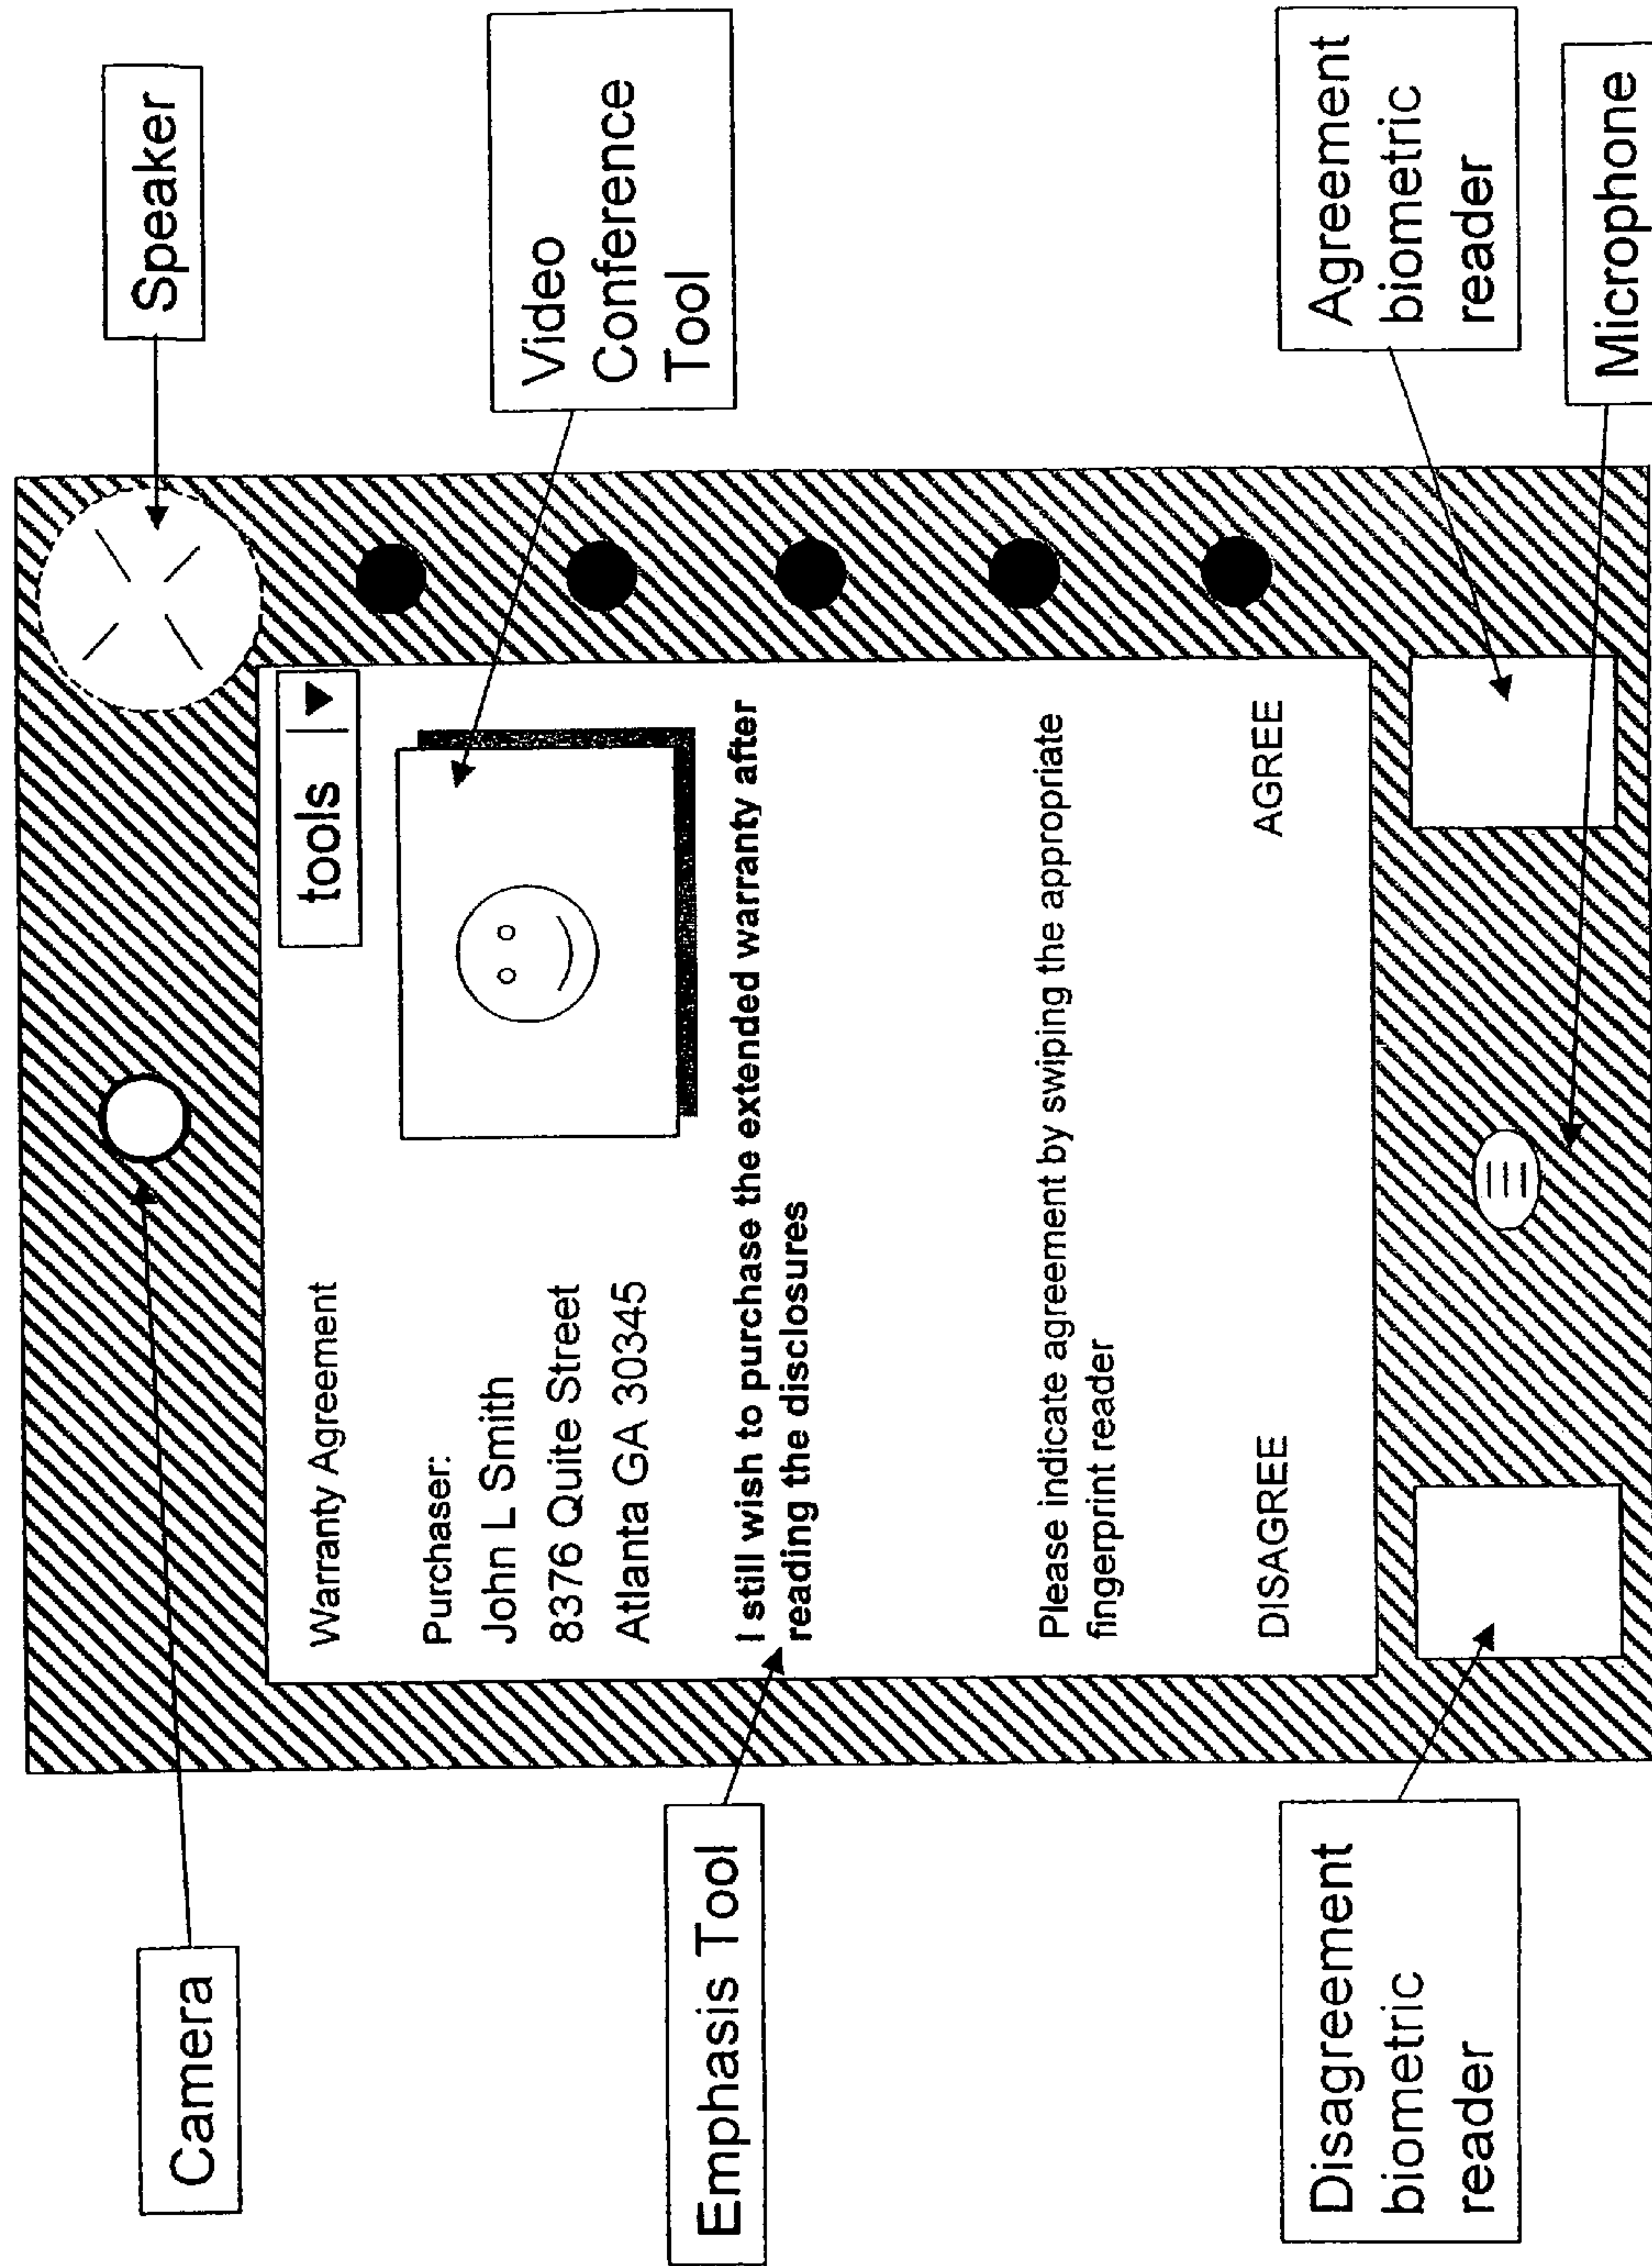 Camera
Speaker
tools
Warranty Agreement
Purchaser:
John L Smith
8376 Quite Street
Atlanta GA 30345
Video
Conference
Tool
Emphasis Tool
I still wish to purchase the extended warranty after
reading the disclosures
Please indicate agreement by swiping the appropriate
fingerprint reader
DISAGREE
AGREE
Disagreement
biometric
reader
Agreement
biometric
reader
Microphone